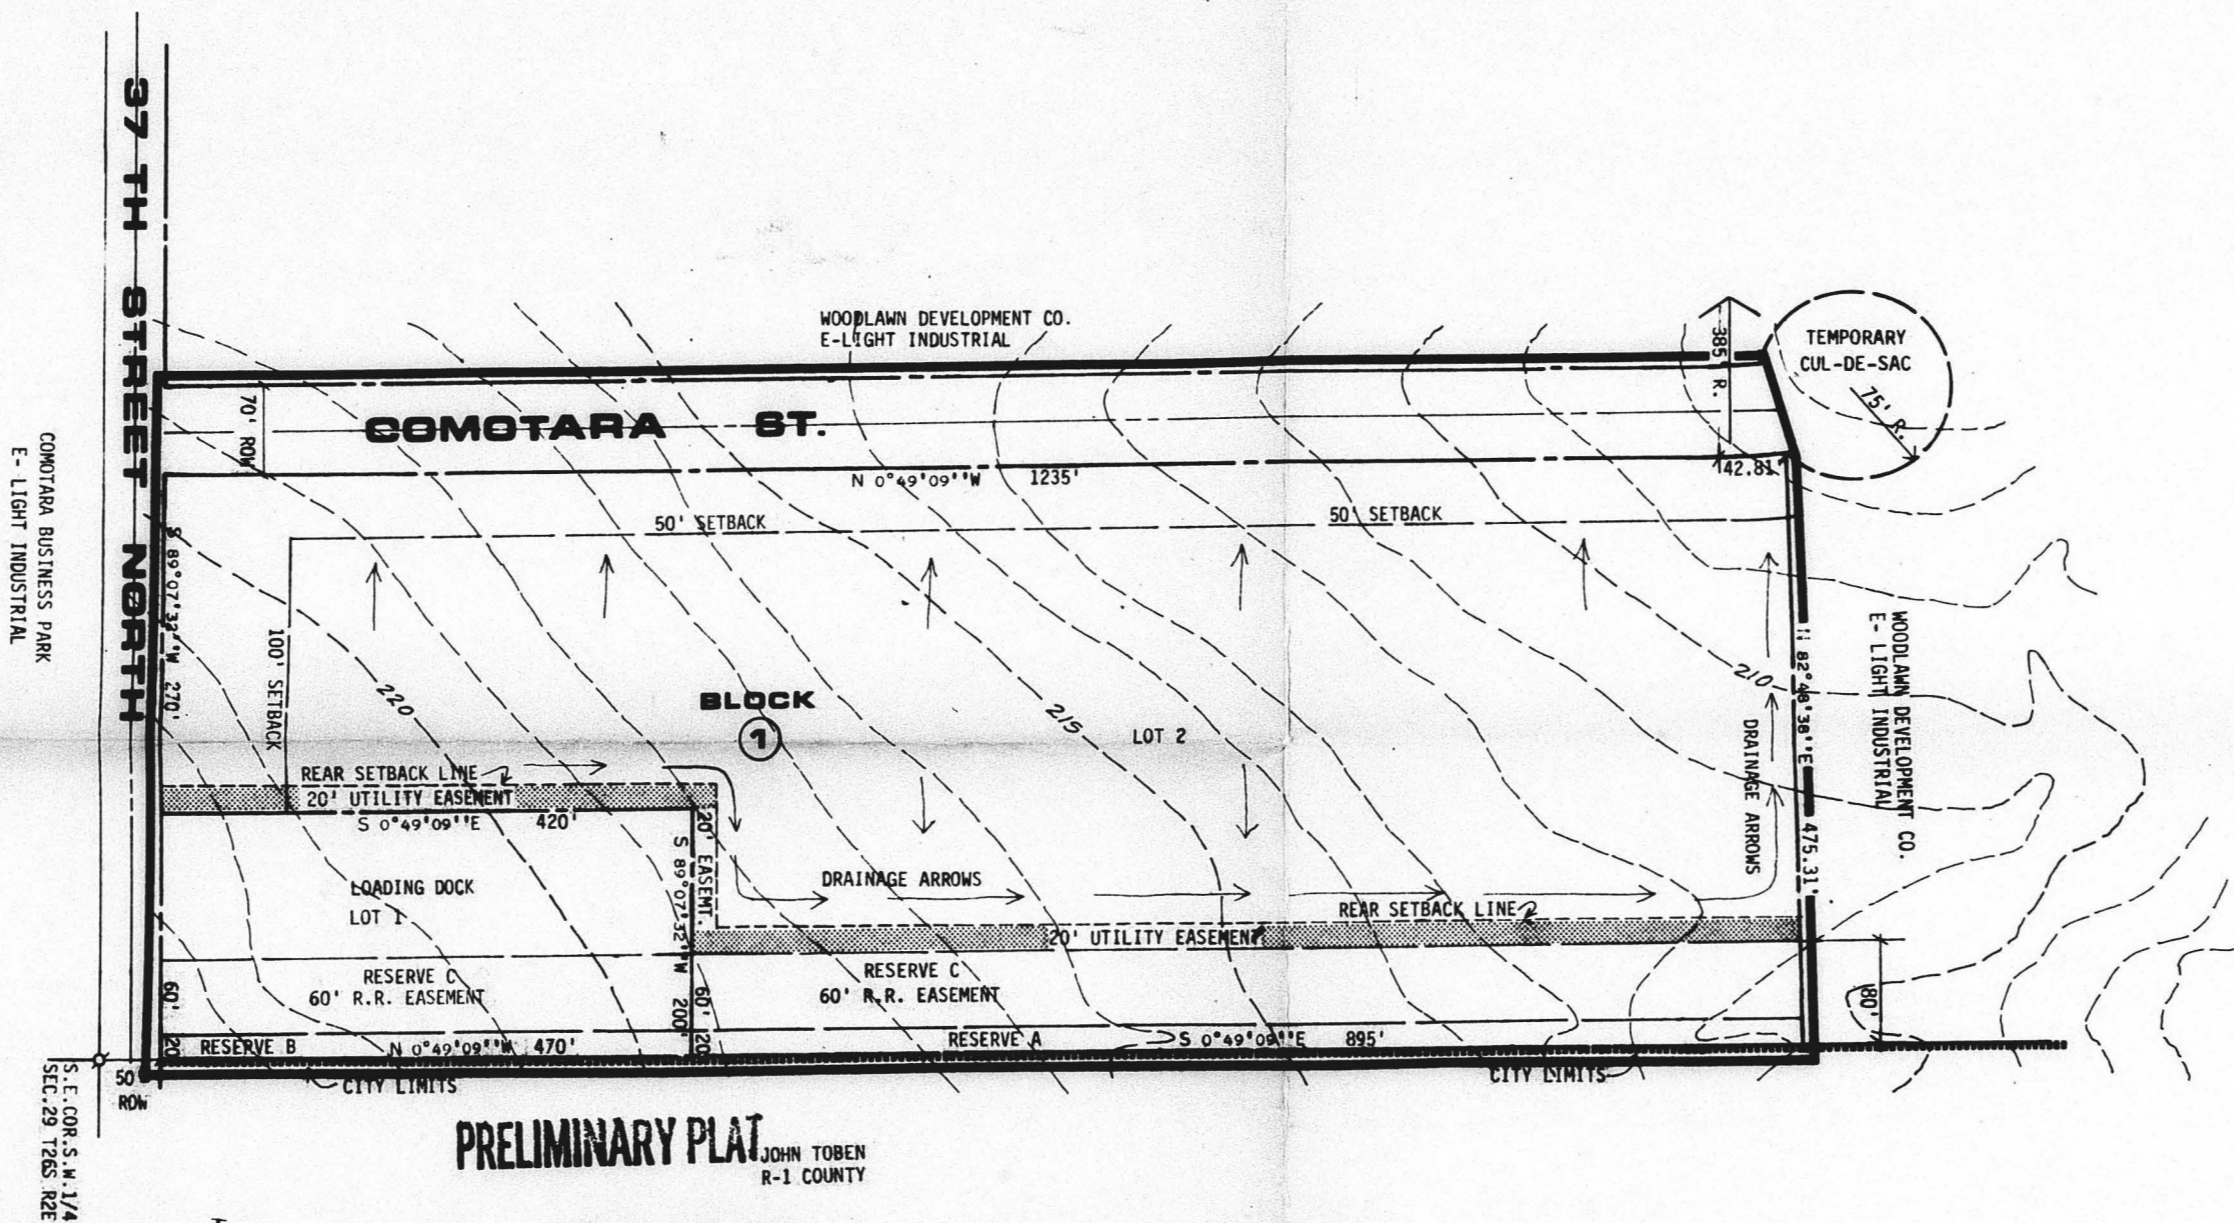 37 TH STREET NORTH
COMOTARA BUSINESS PARK
E- LIGHT INDUSTRIAL
WOODLAWN DEVELOPMENT CO.
E-LIGHT INDUSTRIAL
385' R.
TEMPORARY
CUL-DE-SAC
75' R.
70' ROW
COMOTARA ST.
N 0°49'09''W 1235'
142.81'
50' SETBACK
50' SETBACK
S 89°07'32''W 270'
100' SETBACK
220
BLOCK
1
215
LOT 2
210
N 82°48'38''E 475.31'
WOODLAWN DEVELOPMENT CO.
E- LIGHT INDUSTRIAL
DRAINAGE ARROWS
REAR SETBACK LINE
20' UTILITY EASEMENT
S 0°49'09''E 420'
20' EASEMT.
S 89°07'32''W 200'
LOADING DOCK
LOT 1
DRAINAGE ARROWS
REAR SETBACK LINE
20' UTILITY EASEMENT
RESERVE C
60' R.R. EASEMENT
RESERVE C
60' R.R. EASEMENT
60'
60'
80'
20'
RESERVE B
N 0°49'09''W 470'
20'
RESERVE A
S 0°49'09''E 895'
50'
ROW
CITY LIMITS
CITY LIMITS
S.E.COR.S.W.1/4
SEC.29 T26S R2E
PRELIMINARY PLAT
JOHN TOBEN
R-1 COUNTY